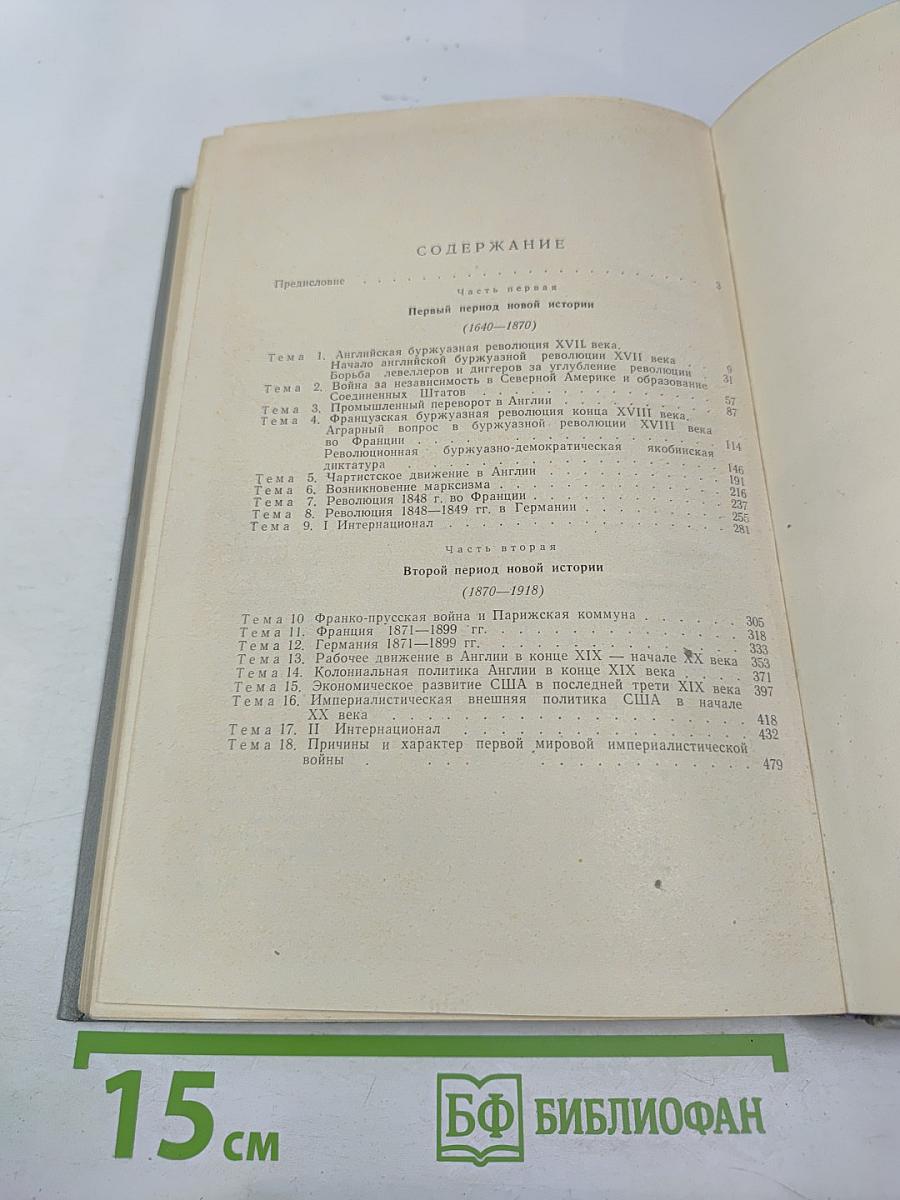 СОДЕРЖАНИЕ
Предисловие . . . . . . . . . . . . . . . . . . . . 3
Часть первая
Первый период новой истории
(1640—1870)
Тема 1. Английская буржуазная революция XVII века.
Начало английской буржуазной революции XVII века . . 9
Борьба левеллеров и диггеров за углубление революции . 31
Тема 2. Война за независимость в Северной Америке и образование
Соединенных Штатов . . . . . . . . . . . . . . 57
Тема 3. Промышленный переворот в Англии . . . . . . . . 87
Тема 4. Французская буржуазная революция конца XVIII века.
Аграрный вопрос в буржуазной революции XVIII века
во Франции . . . . . . . . . . . . . . . . . . 114
Революционная буржуазно-демократическая якобинская
диктатура . . . . . . . . . . . . . . . . . . 146
Тема 5. Чартистское движение в Англии . . . . . . . . . 191
Тема 6. Возникновение марксизма . . . . . . . . . . . . 216
Тема 7. Революция 1848 г. во Франции . . . . . . . . . . 237
Тема 8. Революция 1848—1849 гг. в Германии . . . . . . . 255
Тема 9. I Интернационал . . . . . . . . . . . . . . . 281
Часть вторая
Второй период новой истории
(1870—1918)
Тема 10 Франко-прусская война и Парижская коммуна . . . . . . 305
Тема 11. Франция 1871—1899 гг. . . . . . . . . . . . . . 318
Тема 12. Германия 1871—1899 гг. . . . . . . . . . . . . . 333
Тема 13. Рабочее движение в Англии в конце XIX — начале XX века 353
Тема 14. Колониальная политика Англии в конце XIX века . . . . 371
Тема 15. Экономическое развитие США в последней трети XIX века 397
Тема 16. Империалистическая внешняя политика США в начале
XX века . . . . . . . . . . . . . . . . . . . 418
Тема 17. II Интернационал . . . . . . . . . . . . . . . 432
Тема 18. Причины и характер первой мировой империалистической
войны . . . . . . . . . . . . . . . . . . . 479
15 см
БФ БИБЛИОФАН